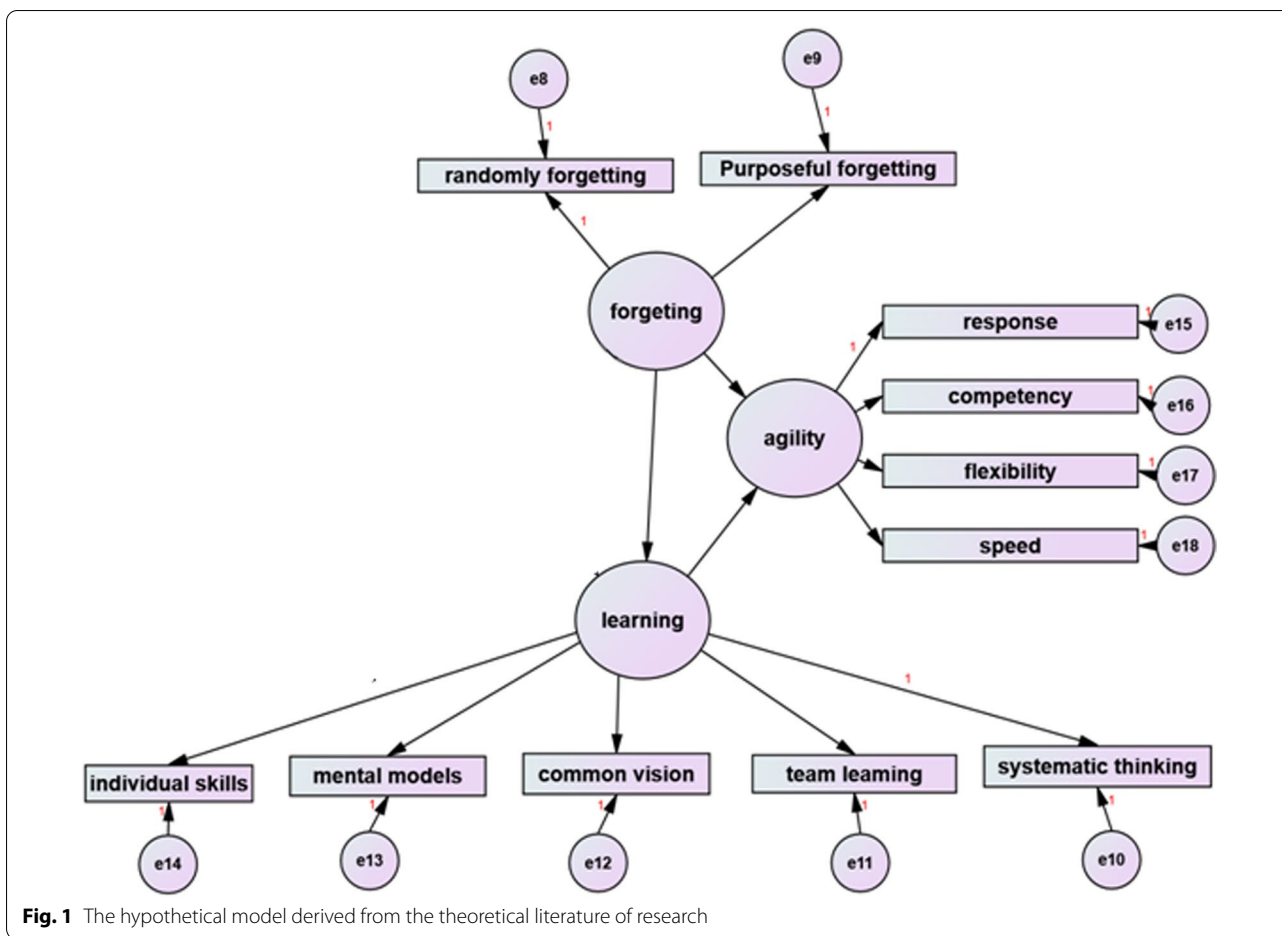 e9
e8
1
1
Purposeful forgetting
randomly forgetting
1
forgeting
response
1
e15
1
competency
1
e16
agility
flexibility
1
e17
speed
1
e18
learning
1
individual skills
mental models
common vision
team learning
systematic thinking
1
1
1
1
1
e14
e13
e12
e11
e10
Fig. 1 The hypothetical model derived from the theoretical literature of research